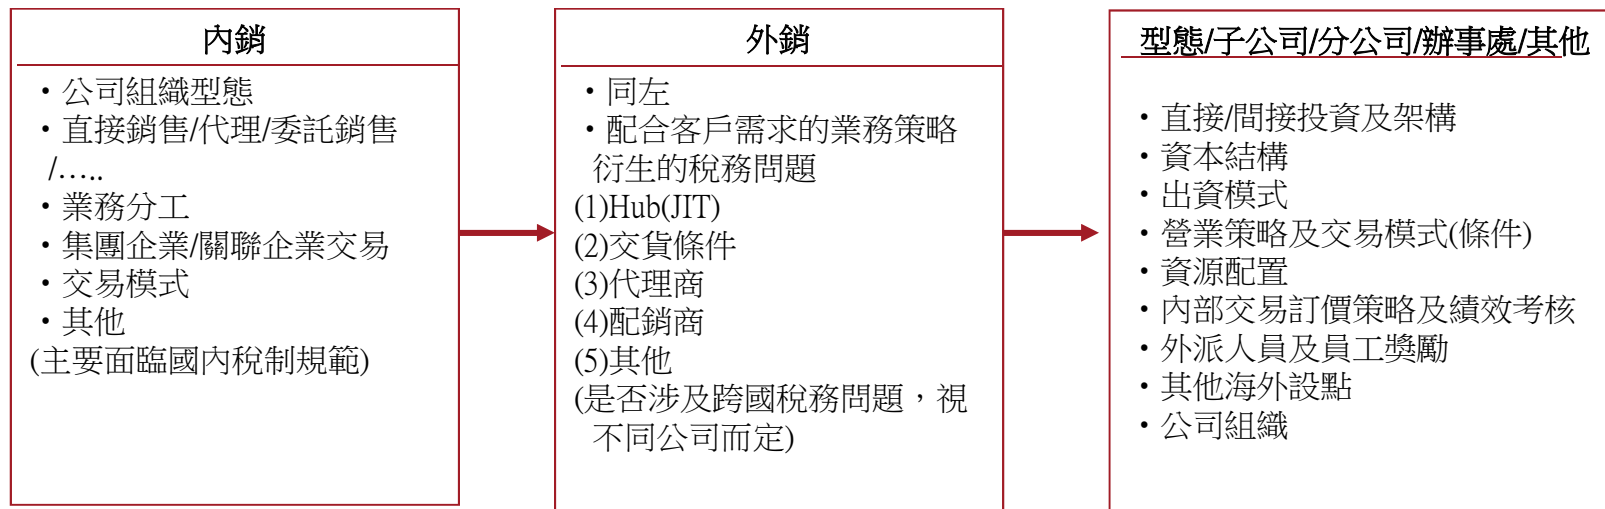 內銷
・公司組織型態
・直接銷售/代理/委託銷售
/…..
・業務分工
・集團企業/關聯企業交易
・交易模式
・其他
(主要面臨國內稅制規範)
外銷
・同左
・配合客戶需求的業務策略
衍生的稅務問題
(1)Hub(JIT)
(2)交貨條件
(3)代理商
(4)配銷商
(5)其他
(是否涉及跨國稅務問題，視
不同公司而定)
型態/子公司/分公司/辦事處/其他
・直接/間接投資及架構
・資本結構
・出資模式
・營業策略及交易模式(條件)
・資源配置
・內部交易訂價策略及績效考核
・外派人員及員工獎勵
・其他海外設點
・公司組織